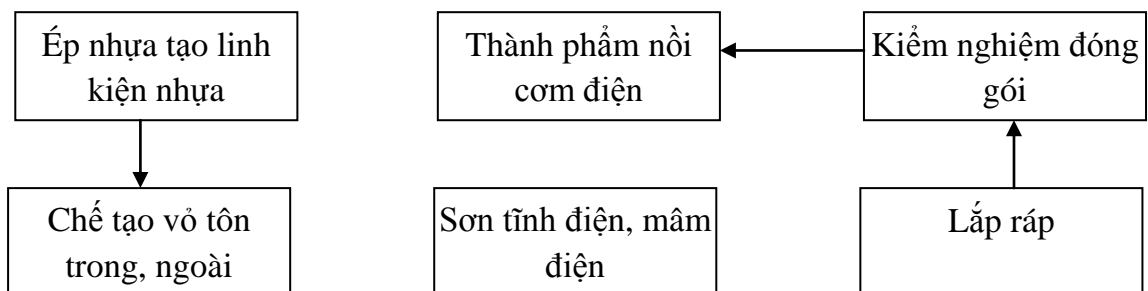 Ép nhựa tạo linh
kiện nhựa
Thành phẩm nồi
cơm điện
Kiểm nghiệm đóng
gói
Chế tạo vỏ tôn
trong, ngoài
Sơn tĩnh điện, mâm
điện
Lắp ráp